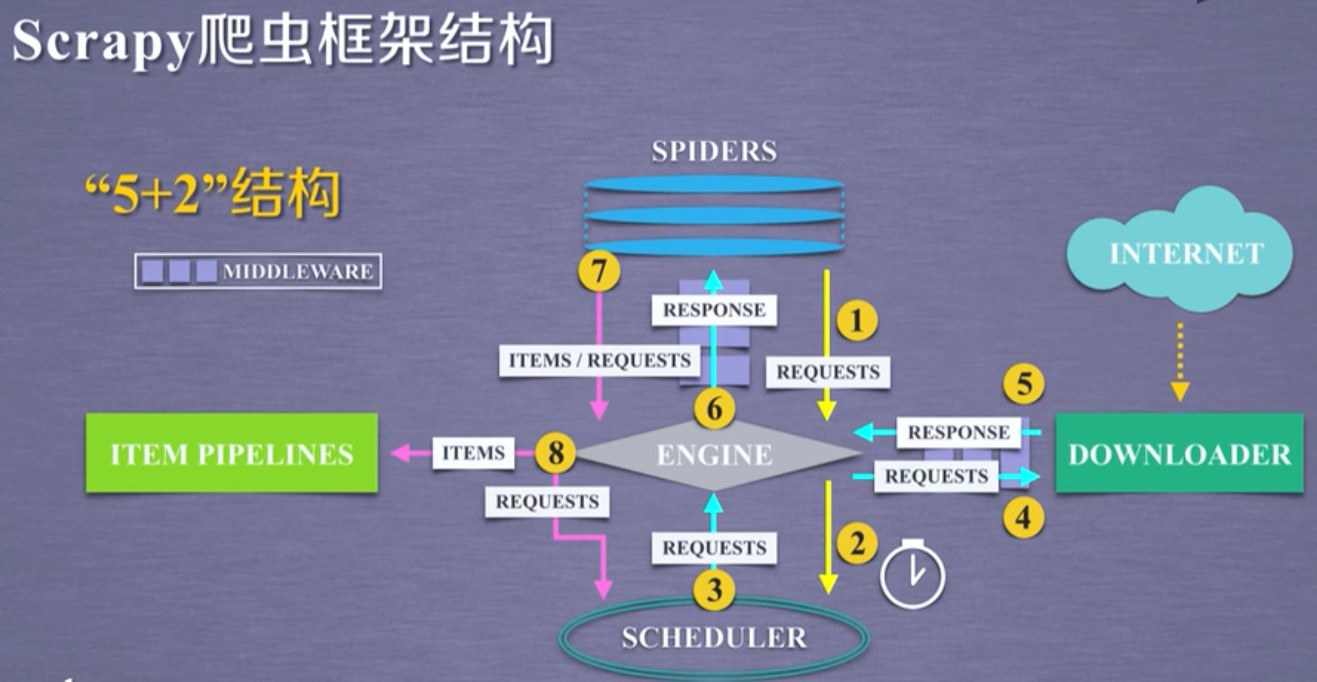 Scrapy爬虫框架结构
“5+2”结构
MIDDLEWARE
SPIDERS
INTERNET
7
RESPONSE
1
ITEMS / REQUESTS
REQUESTS
5
6
RESPONSE
ITEM PIPELINES
ITEMS
8
ENGINE
DOWNLOADER
REQUESTS
REQUESTS
4
REQUESTS
2
3
SCHEDULER